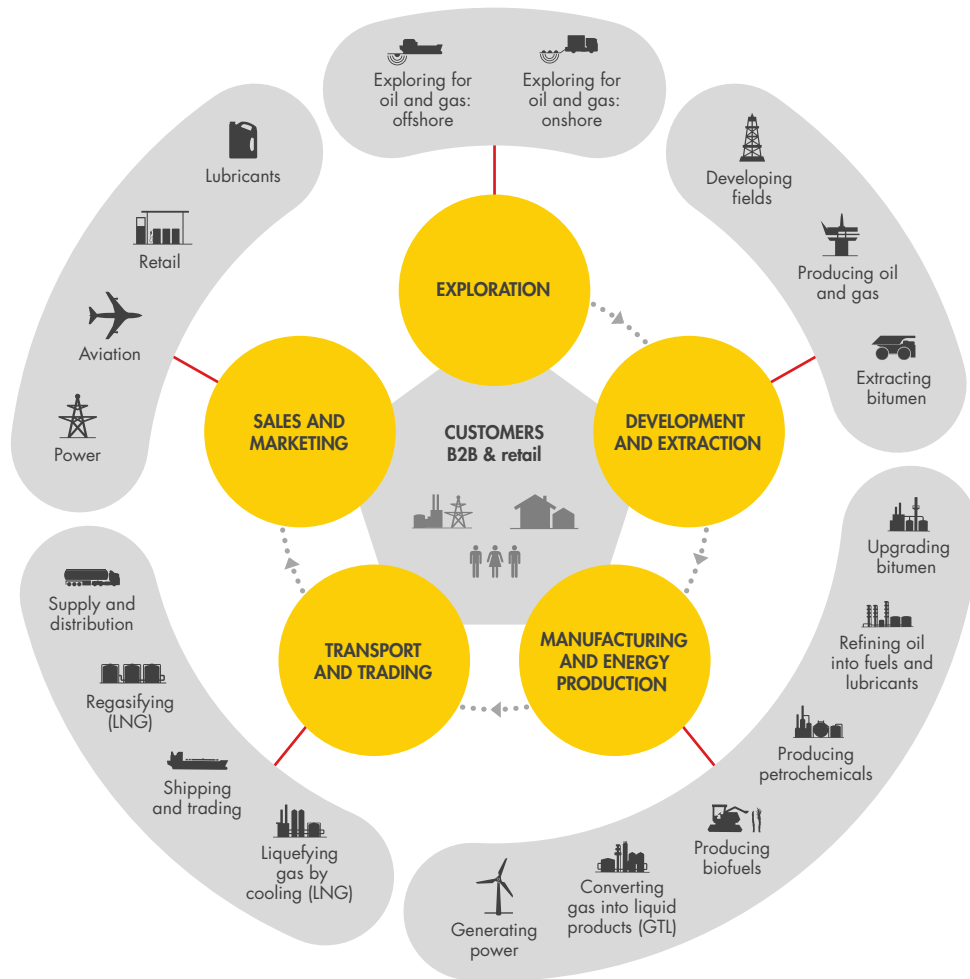 Exploring for
oil and gas:
offshore
Exploring for
oil and gas:
onshore
EXPLORATION
Developing
fields
Producing oil
and gas
Extracting
bitumen
DEVELOPMENT
AND EXTRACTION
Upgrading
bitumen
Refining oil
into fuels and
lubricants
Producing
petrochemicals
Producing
biofuels
Converting
gas into liquid
products (GTL)
Generating
power
MANUFACTURING
AND ENERGY
PRODUCTION
Liquefying
gas by
cooling (LNG)
Shipping
and trading
Regasifying
(LNG)
Supply and
distribution
TRANSPORT
AND TRADING
Power
Aviation
Retail
Lubricants
SALES AND
MARKETING
CUSTOMERS
B2B & retail